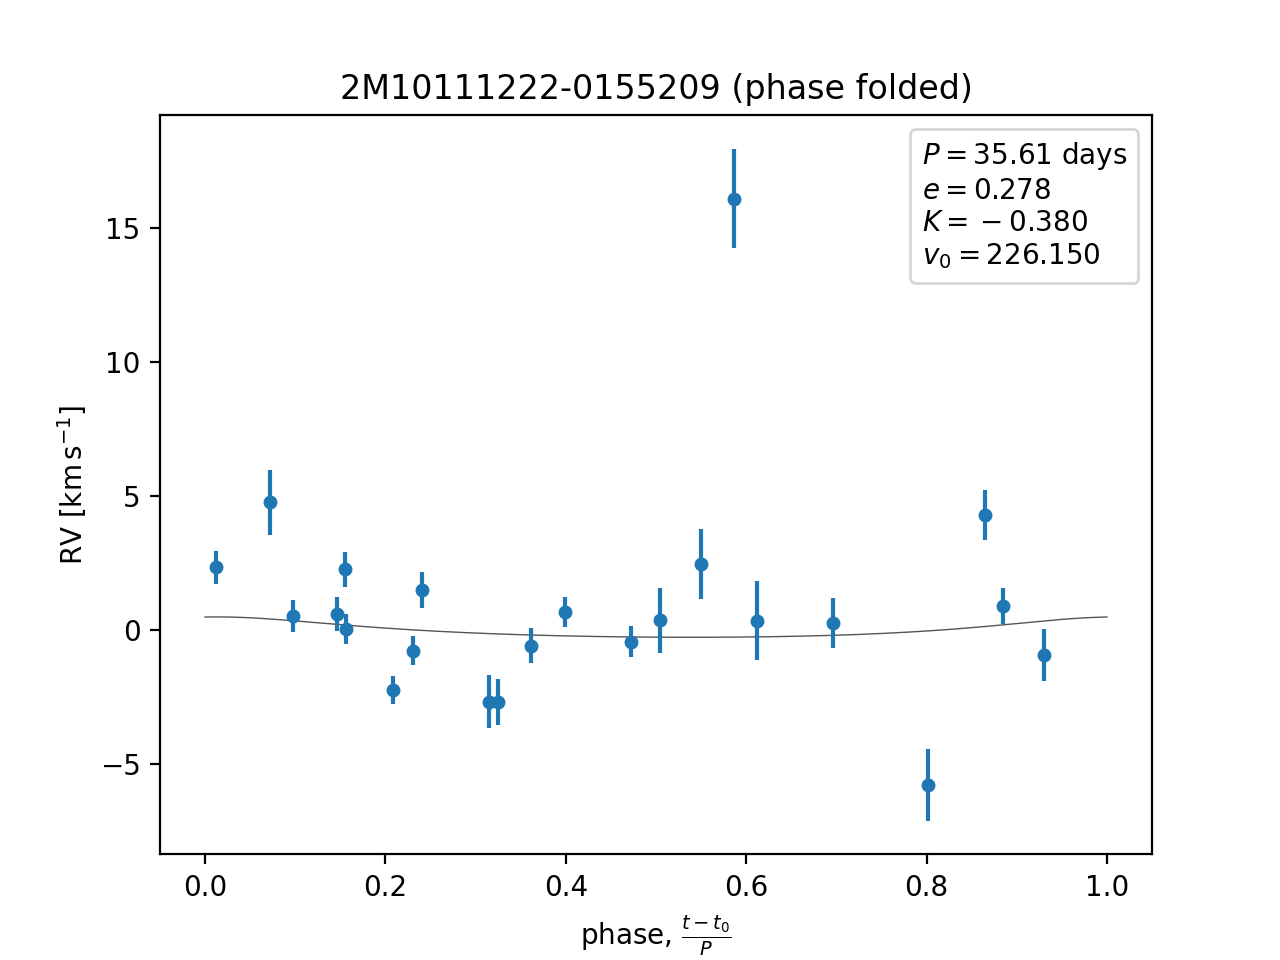 2M10111222-0155209 (phase folded)
P = 35.61 days
e = 0.278
K = −0.380
v₀ = 226.150
RV [km s⁻¹]
15
10
5
0
−5
0.0 0.2 0.4 0.6 0.8 1.0
phase, (t − t₀)/P